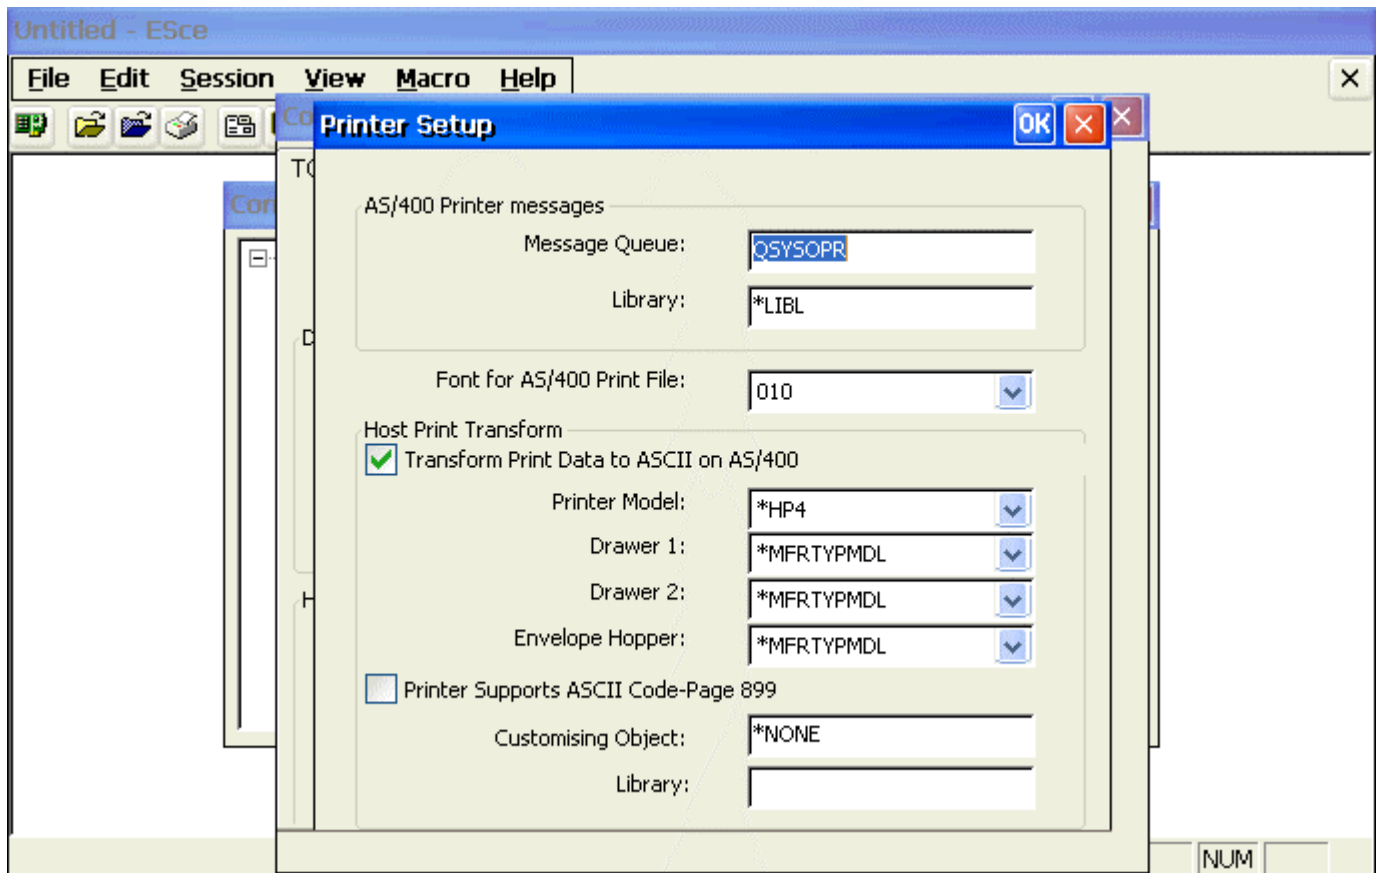 Untitled - ESce
File Edit Session View Macro Help
Printer Setup OK
AS/400 Printer messages
Message Queue: QSYSOPR
Library: *LIBL
Font for AS/400 Print File: 010
Host Print Transform
Transform Print Data to ASCII on AS/400
Printer Model: *HP4
Drawer 1: *MFRTYPMDL
Drawer 2: *MFRTYPMDL
Envelope Hopper: *MFRTYPMDL
Printer Supports ASCII Code-Page 899
Customising Object: *NONE
Library:
NUM